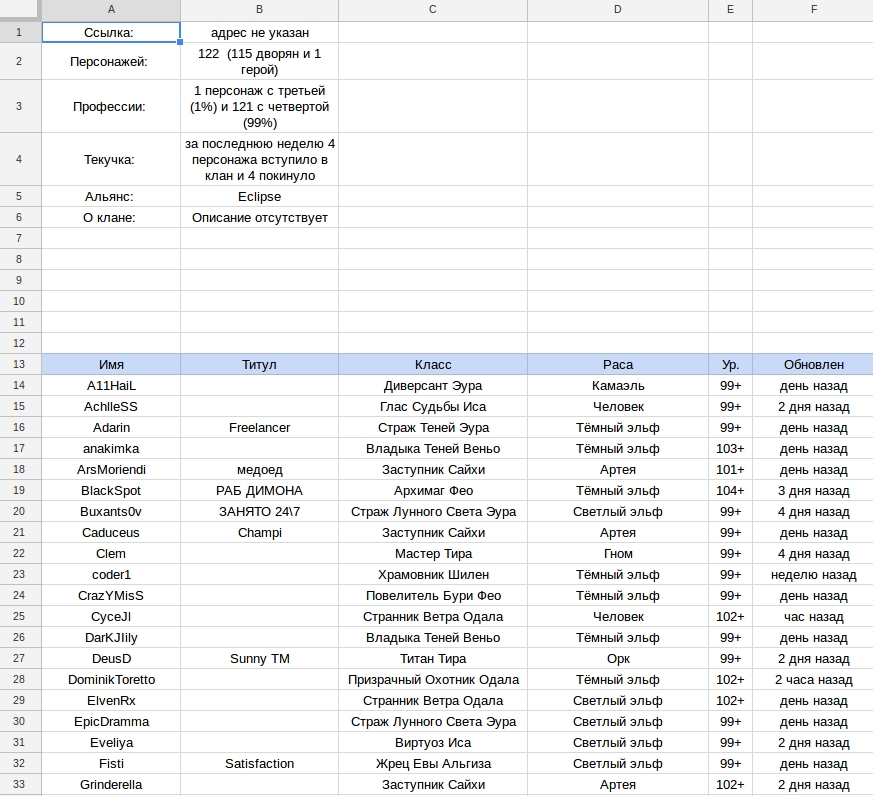 A B C D E F
1 Ссылка: адрес не указан
2 Персонажей: 122 (115 дворян и 1
герой)
3 Профессии: 1 персонаж с третьей
(1%) и 121 с четвертой
(99%)
4 Текучка: за последнюю неделю 4
персонажа вступило в
клан и 4 покинуло
5 Альянс: Eclipse
6 О клане: Описание отсутствует
7
8
9
10
11
12
13 Имя Титул Класс Раса Ур. Обновлен
14 A11HaiL Диверсант Эура Камаэль 99+ день назад
15 AchlleSS Глас Судьбы Иса Человек 99+ 2 дня назад
16 Adarin Freelancer Страж Теней Эура Тёмный эльф 99+ день назад
17 anakimka Владыка Теней Веньо Тёмный эльф 103+ день назад
18 ArsMoriendi медоед Заступник Сайхи Артея 101+ день назад
19 BlackSpot РАБ ДИМОНА Архимаг Фео Тёмный эльф 104+ 3 дня назад
20 Buxants0v ЗАНЯТО 24\7 Страж Лунного Света Эура Светлый эльф 99+ 4 дня назад
21 Caduceus Champi Заступник Сайхи Артея 99+ день назад
22 Clem Мастер Тира Гном 99+ 4 дня назад
23 coder1 Храмовник Шилен Тёмный эльф 99+ неделю назад
24 CrazYMisS Повелитель Бури Фео Тёмный эльф 99+ день назад
25 CyceJl Странник Ветра Одала Человек 102+ час назад
26 DarKJIily Владыка Теней Веньо Тёмный эльф 99+ день назад
27 DeusD Sunny TM Титан Тира Орк 99+ 2 дня назад
28 DominikToretto Призрачный Охотник Одала Тёмный эльф 102+ 2 часа назад
29 ElvenRx Странник Ветра Одала Светлый эльф 102+ день назад
30 EpicDramma Страж Лунного Света Эура Светлый эльф 99+ день назад
31 Eveliya Виртуоз Иса Светлый эльф 99+ 2 дня назад
32 Fisti Satisfaction Жрец Евы Альгиза Светлый эльф 99+ день назад
33 Grinderella Заступник Сайхи Артея 102+ 2 дня назад